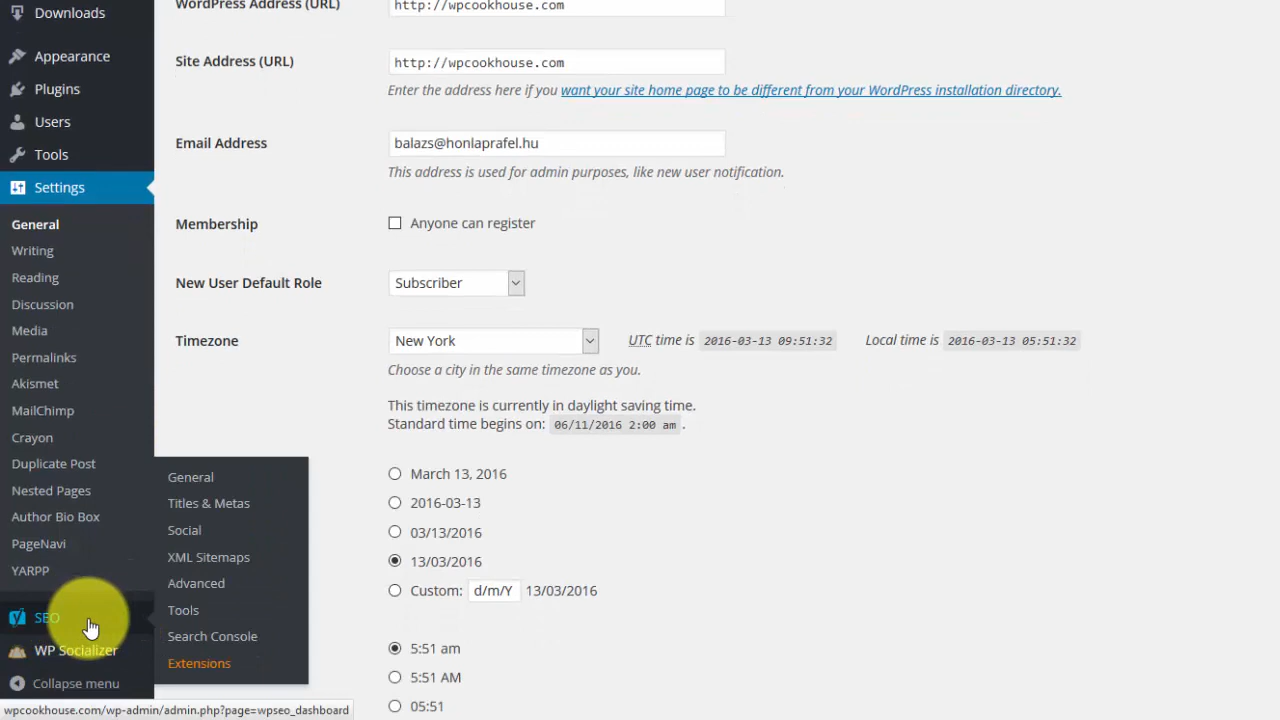 Downloads
Appearance
Plugins
Users
Tools
Settings
General
Writing
Reading
Discussion
Media
Permalinks
Akismet
MailChimp
Crayon
Duplicate Post
Nested Pages
Author Bio Box
PageNavi
YARPP
SEO
WP Socializer
Collapse menu
General
Titles & Metas
Social
XML Sitemaps
Advanced
Tools
Search Console
Extensions
WordPress Address (URL) http://wpcookhouse.com
Site Address (URL) http://wpcookhouse.com
Enter the address here if you want your site home page to be different from your WordPress installation directory.
Email Address balazs@honlaprafel.hu
This address is used for admin purposes, like new user notification.
Membership Anyone can register
New User Default Role Subscriber
Timezone New York UTC time is 2016-03-13 09:51:32 Local time is 2016-03-13 05:51:32
Choose a city in the same timezone as you.
This timezone is currently in daylight saving time.
Standard time begins on: 06/11/2016 2:00 am .
March 13, 2016
2016-03-13
03/13/2016
13/03/2016
Custom: d/m/Y 13/03/2016
5:51 am
5:51 AM
05:51
wpcookhouse.com/wp-admin/admin.php?page=wpseo_dashboard